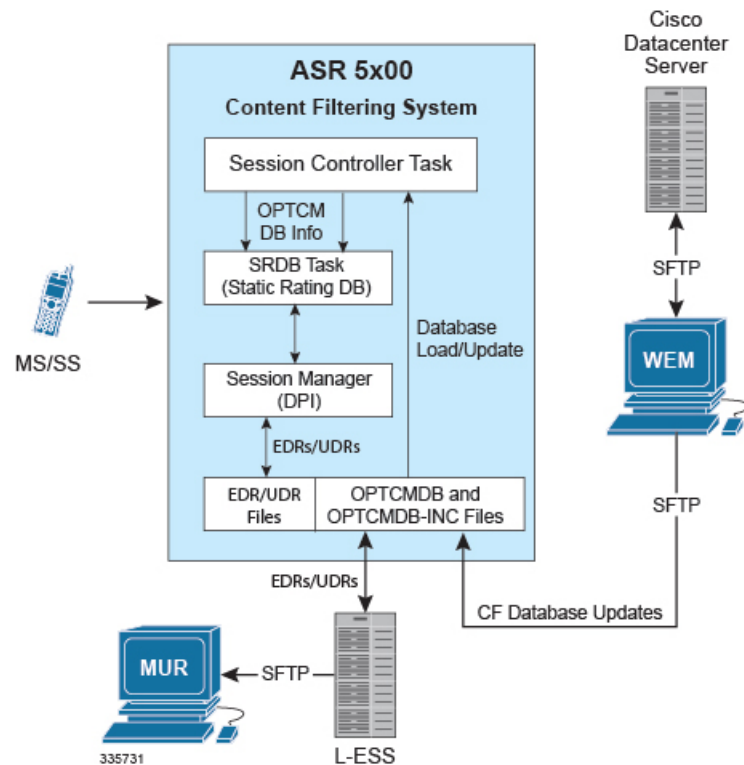 Cisco
Datacenter
Server
ASR 5x00
Content Filtering System
Session Controller Task
OPTCM
DB Info
SRDB Task
(Static Rating DB)
Database
Load/Update
Session Manager
(DPI)
EDRs/UDRs
EDR/UDR
Files
OPTCMDB and
OPTCMDB-INC Files
MS/SS
SFTP
WEM
SFTP
EDRs/UDRs
CF Database Updates
MUR
SFTP
335731
L-ESS